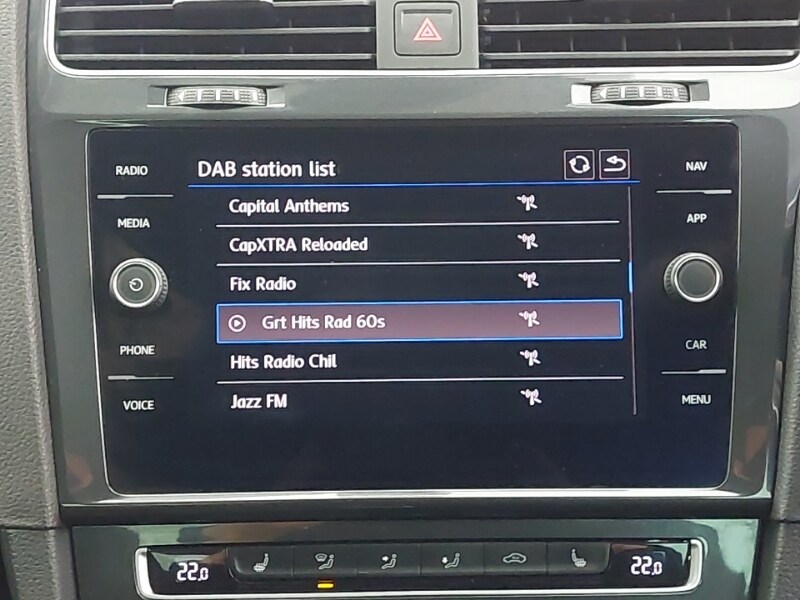 RADIO
MEDIA
PHONE
VOICE
DAB station list
Capital Anthems
CapXTRA Reloaded
Fix Radio
Grt Hits Rad 60s
Hits Radio Chil
Jazz FM
NAV
APP
CAR
MENU
22.0
22.0